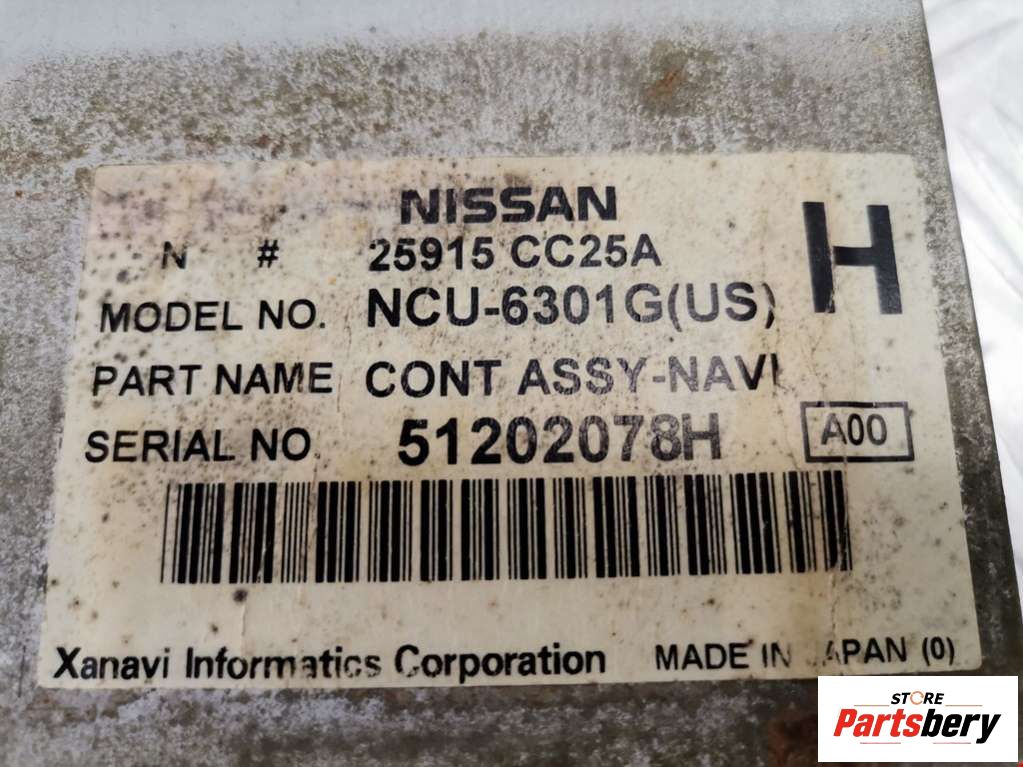 NISSAN
N # 25915 CC25A
H
MODEL NO. NCU-6301G(US)
PART NAME CONT ASSY-NAVI
SERIAL NO. 51202078H
A00
Xanavi Informatics Corporation MADE IN JAPAN (0)
STORE
Partsbery